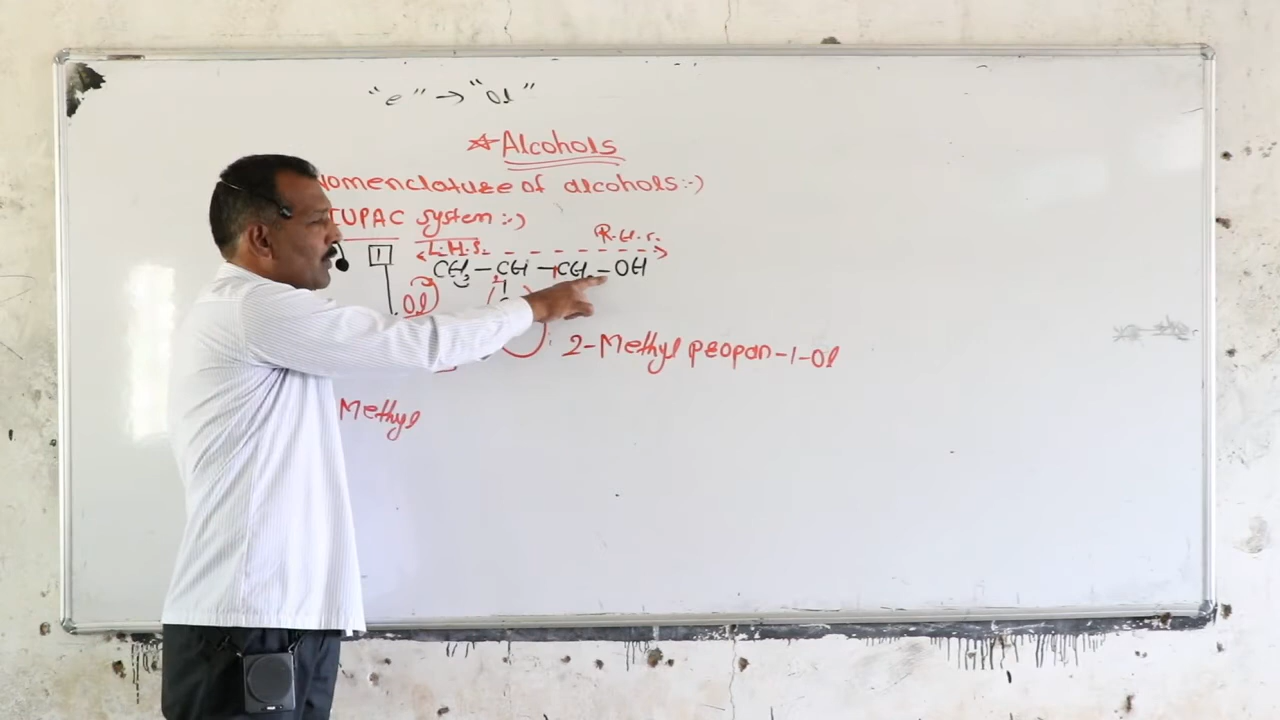 "e" → "Ol"
☆ Alcohols
Nomenclature of alcohols :-)
IUPAC system :-)
L.H.S. R.H.S.
1
CH3 – CH – CH2 – OH
Ol
2-Methyl propan-1-Ol
Methyl